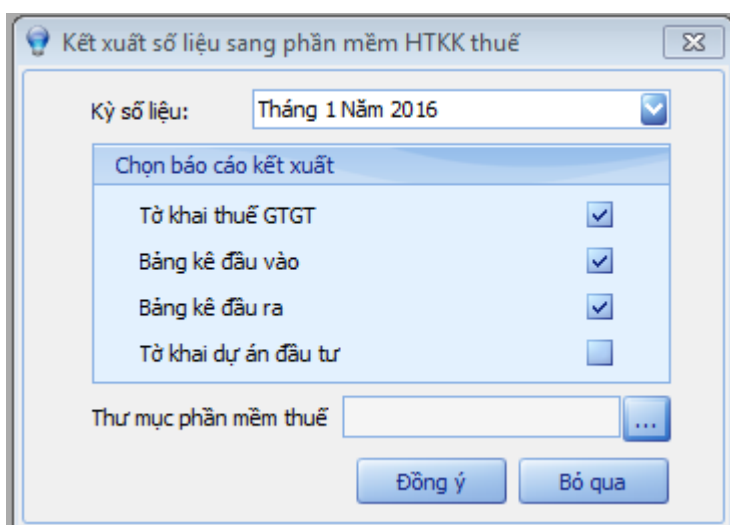 Kết xuất số liệu sang phần mềm HTKK thuế
Kỳ số liệu: Tháng 1 Năm 2016
Chọn báo cáo kết xuất
Tờ khai thuế GTGT
Bảng kê đầu vào
Bảng kê đầu ra
Tờ khai dự án đầu tư
Thư mục phần mềm thuế ...
Đồng ý Bỏ qua